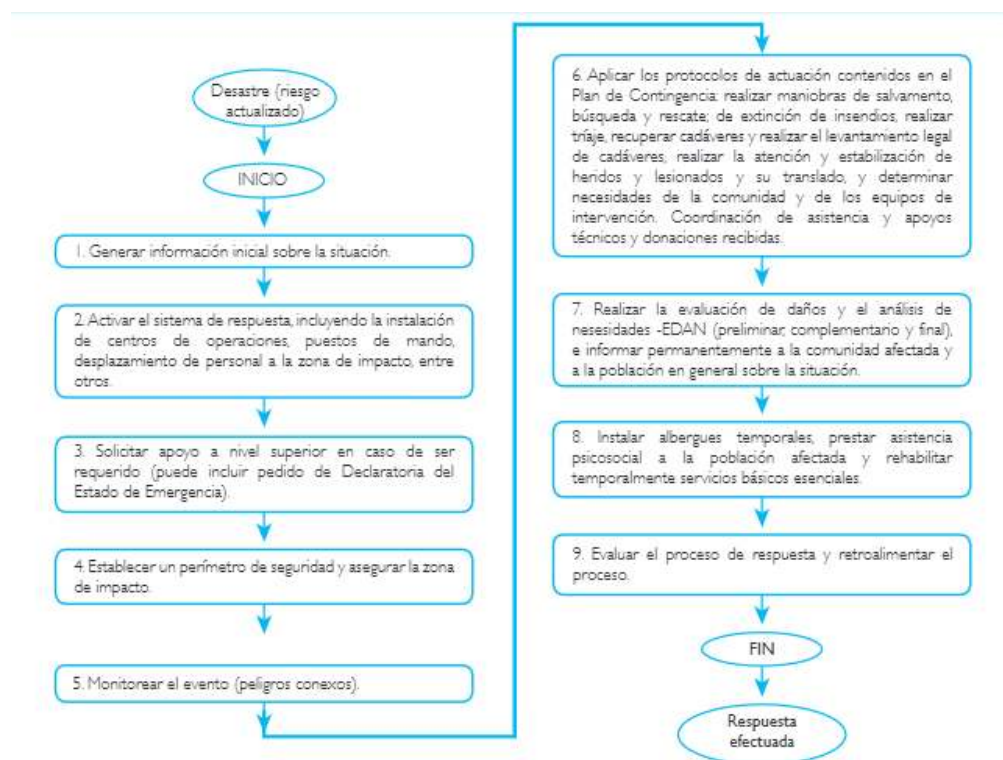 Desastre (riesgo
actualizado)
INICIO
1. Generar información inicial sobre la situación.
2. Activar el sistema de respuesta, incluyendo la instalación
de centros de operaciones, puestos de mando,
desplazamiento de personal a la zona de impacto, entre
otros.
3. Solicitar apoyo a nivel superior en caso de ser
requerido (puede incluir pedido de Declaratoria del
Estado de Emergencia).
4. Establecer un perímetro de seguridad y asegurar la zona
de impacto.
5. Monitorear el evento (peligros conexos).
6. Aplicar los protocolos de actuación contenidos en el
Plan de Contingencia: realizar maniobras de salvamento,
búsqueda y rescate; de extinción de insendios, realizar
tríaje, recuperar cadáveres y realizar el levantamiento legal
de cadáveres, realizar la atención y estabilización de
heridos y lesionados y su translado, y determinar
necesidades de la comunidad y de los equipos de
intervención. Coordinación de asistencia y apoyos
técnicos y donaciones recibidas.
7. Realizar la evaluación de daños y el análisis de
nesesidades -EDAN (preliminar, complementario y final),
e informar permanentemente a la comunidad afectada y
a la población en general sobre la situación.
8. Instalar albergues temporales, prestar asistencia
psicosocial a la población afectada y rehabilitar
temporalmente servicios básicos esenciales.
9. Evaluar el proceso de respuesta y retroalimentar el
proceso.
FIN
Respuesta
efectuada